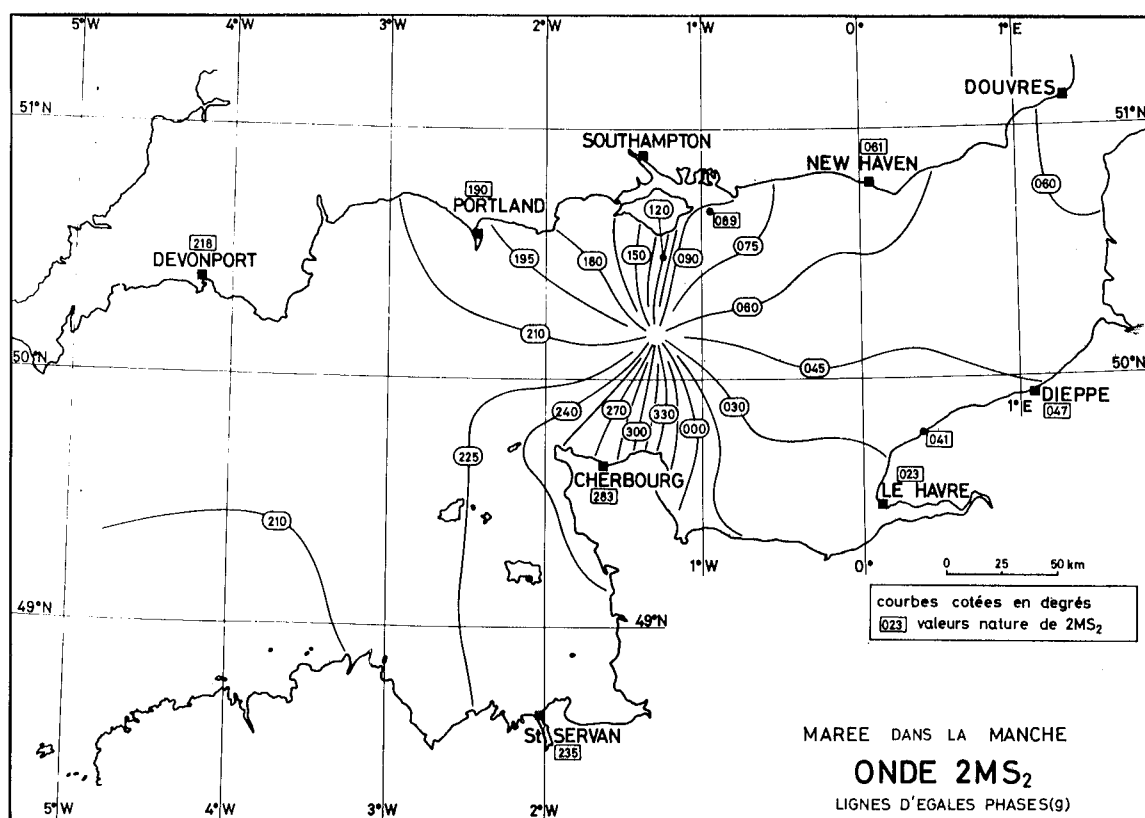 5°W 4°W 3°W 2°W 1°W 0° 1°E
DOUVRES
51°N 51°N
SOUTHAMPTON
061
NEW HAVEN
190
PORTLAND
120
089
060
218
DEVONPORT
195 180 150 090 075
060
210
50°N 50°N
045
240 270 330 030
300 000
DIEPPE
1°E 047
041
225
CHERBOURG
283
023
LE HAVRE
210
1°W 0°
0 25 50 km
49°N 49°N
courbes cotées en degrés
023 valeurs nature de 2MS₂
St SERVAN
235
MAREE DANS LA MANCHE
ONDE 2MS₂
LIGNES D'EGALES PHASES(g)
5°W 4°W 3°W 2°W